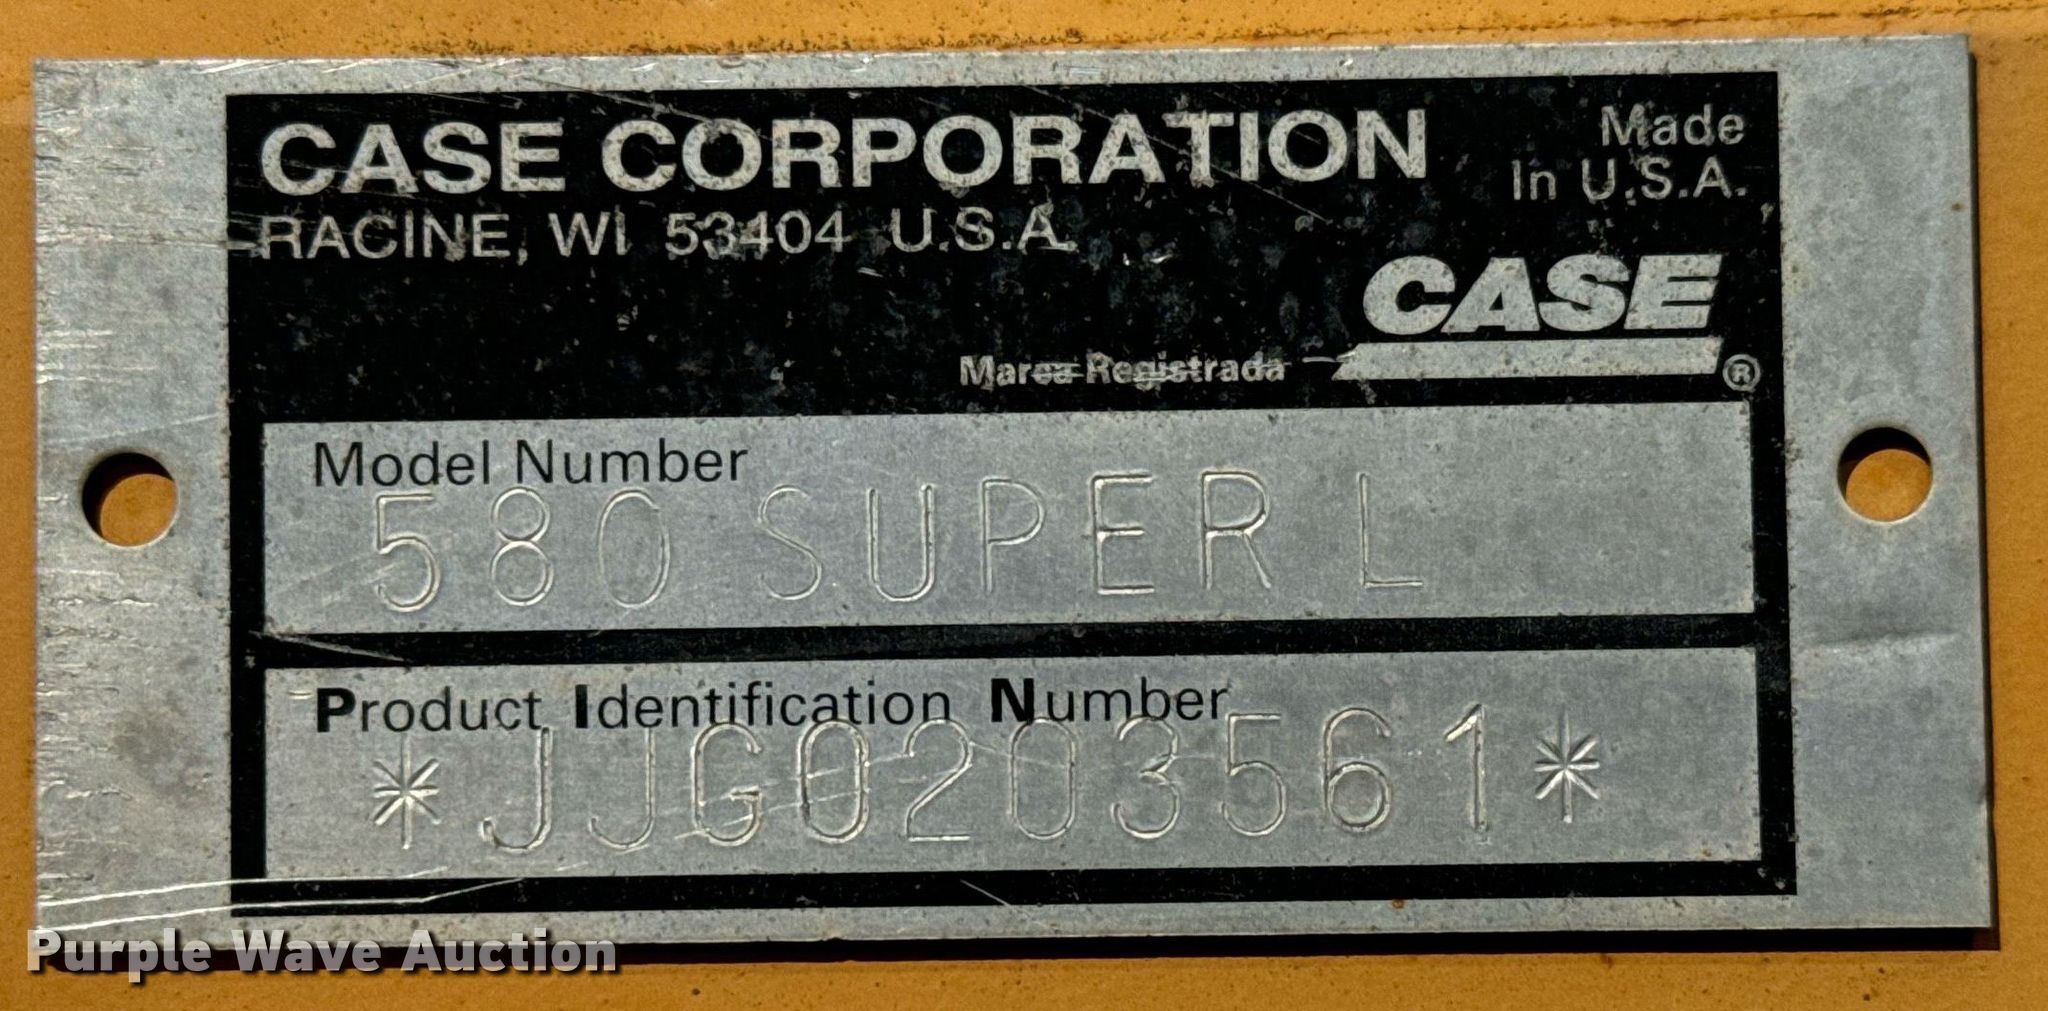 CASE CORPORATION
RACINE, WI 53404 U.S.A.
Made
In U.S.A.
CASE
Marca Registrada ®
Model Number
580 SUPER L
Product Identification Number
*JJG0203561*
Purple Wave Auction